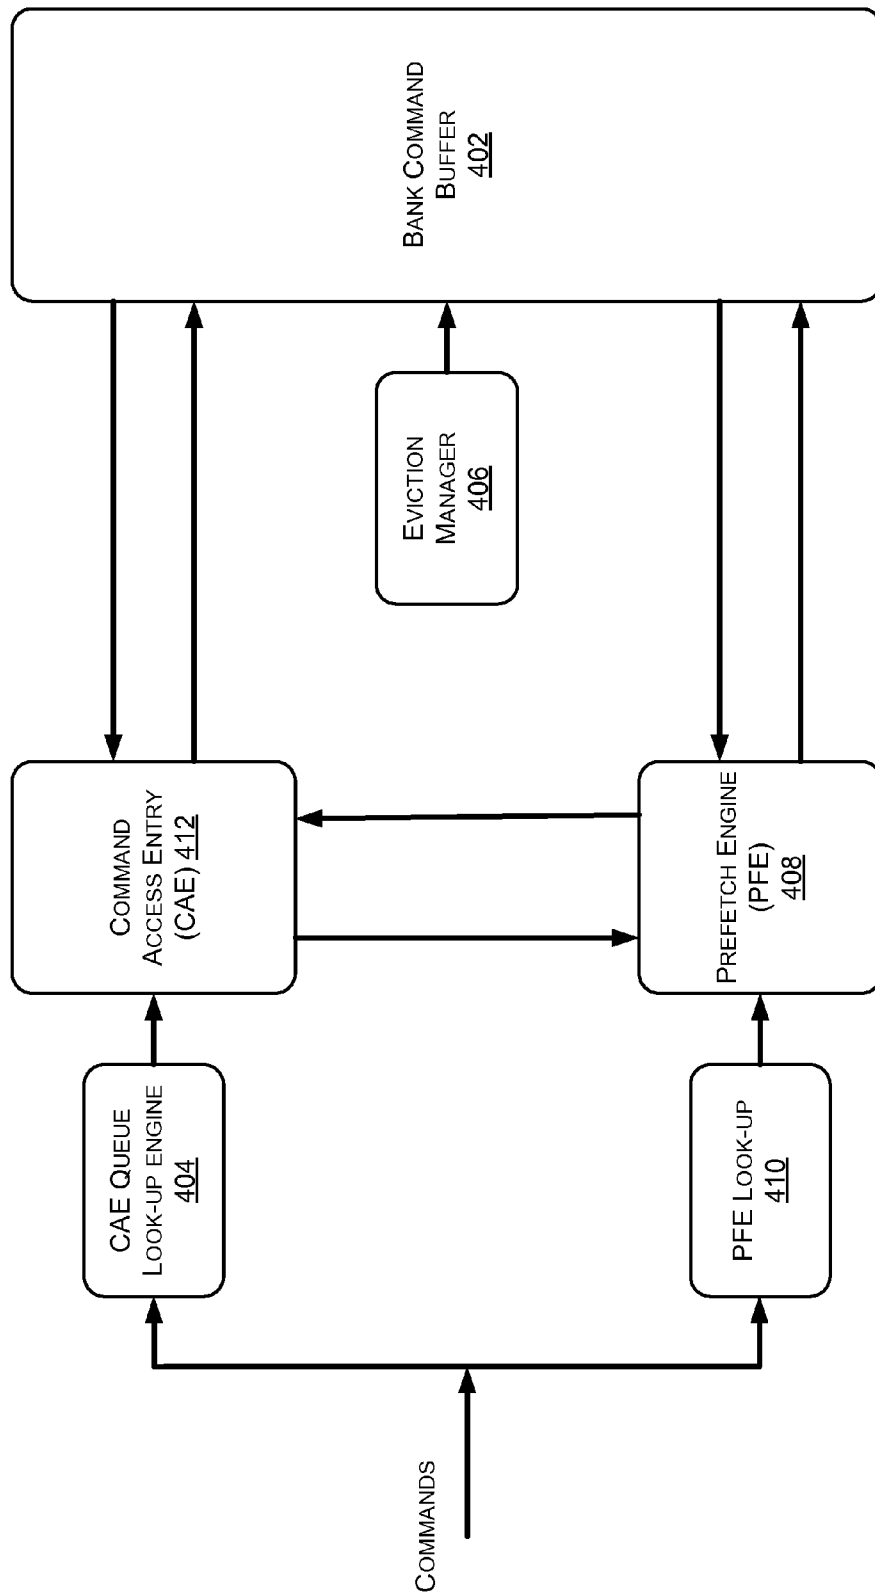 COMMANDS
CAE QUEUE
LOOK-UP ENGINE
404
PFE LOOK-UP
410
COMMAND
ACCESS ENTRY
(CAE) 412
PREFETCH ENGINE
(PFE)
408
EVICTION
MANAGER
406
BANK COMMAND
BUFFER
402